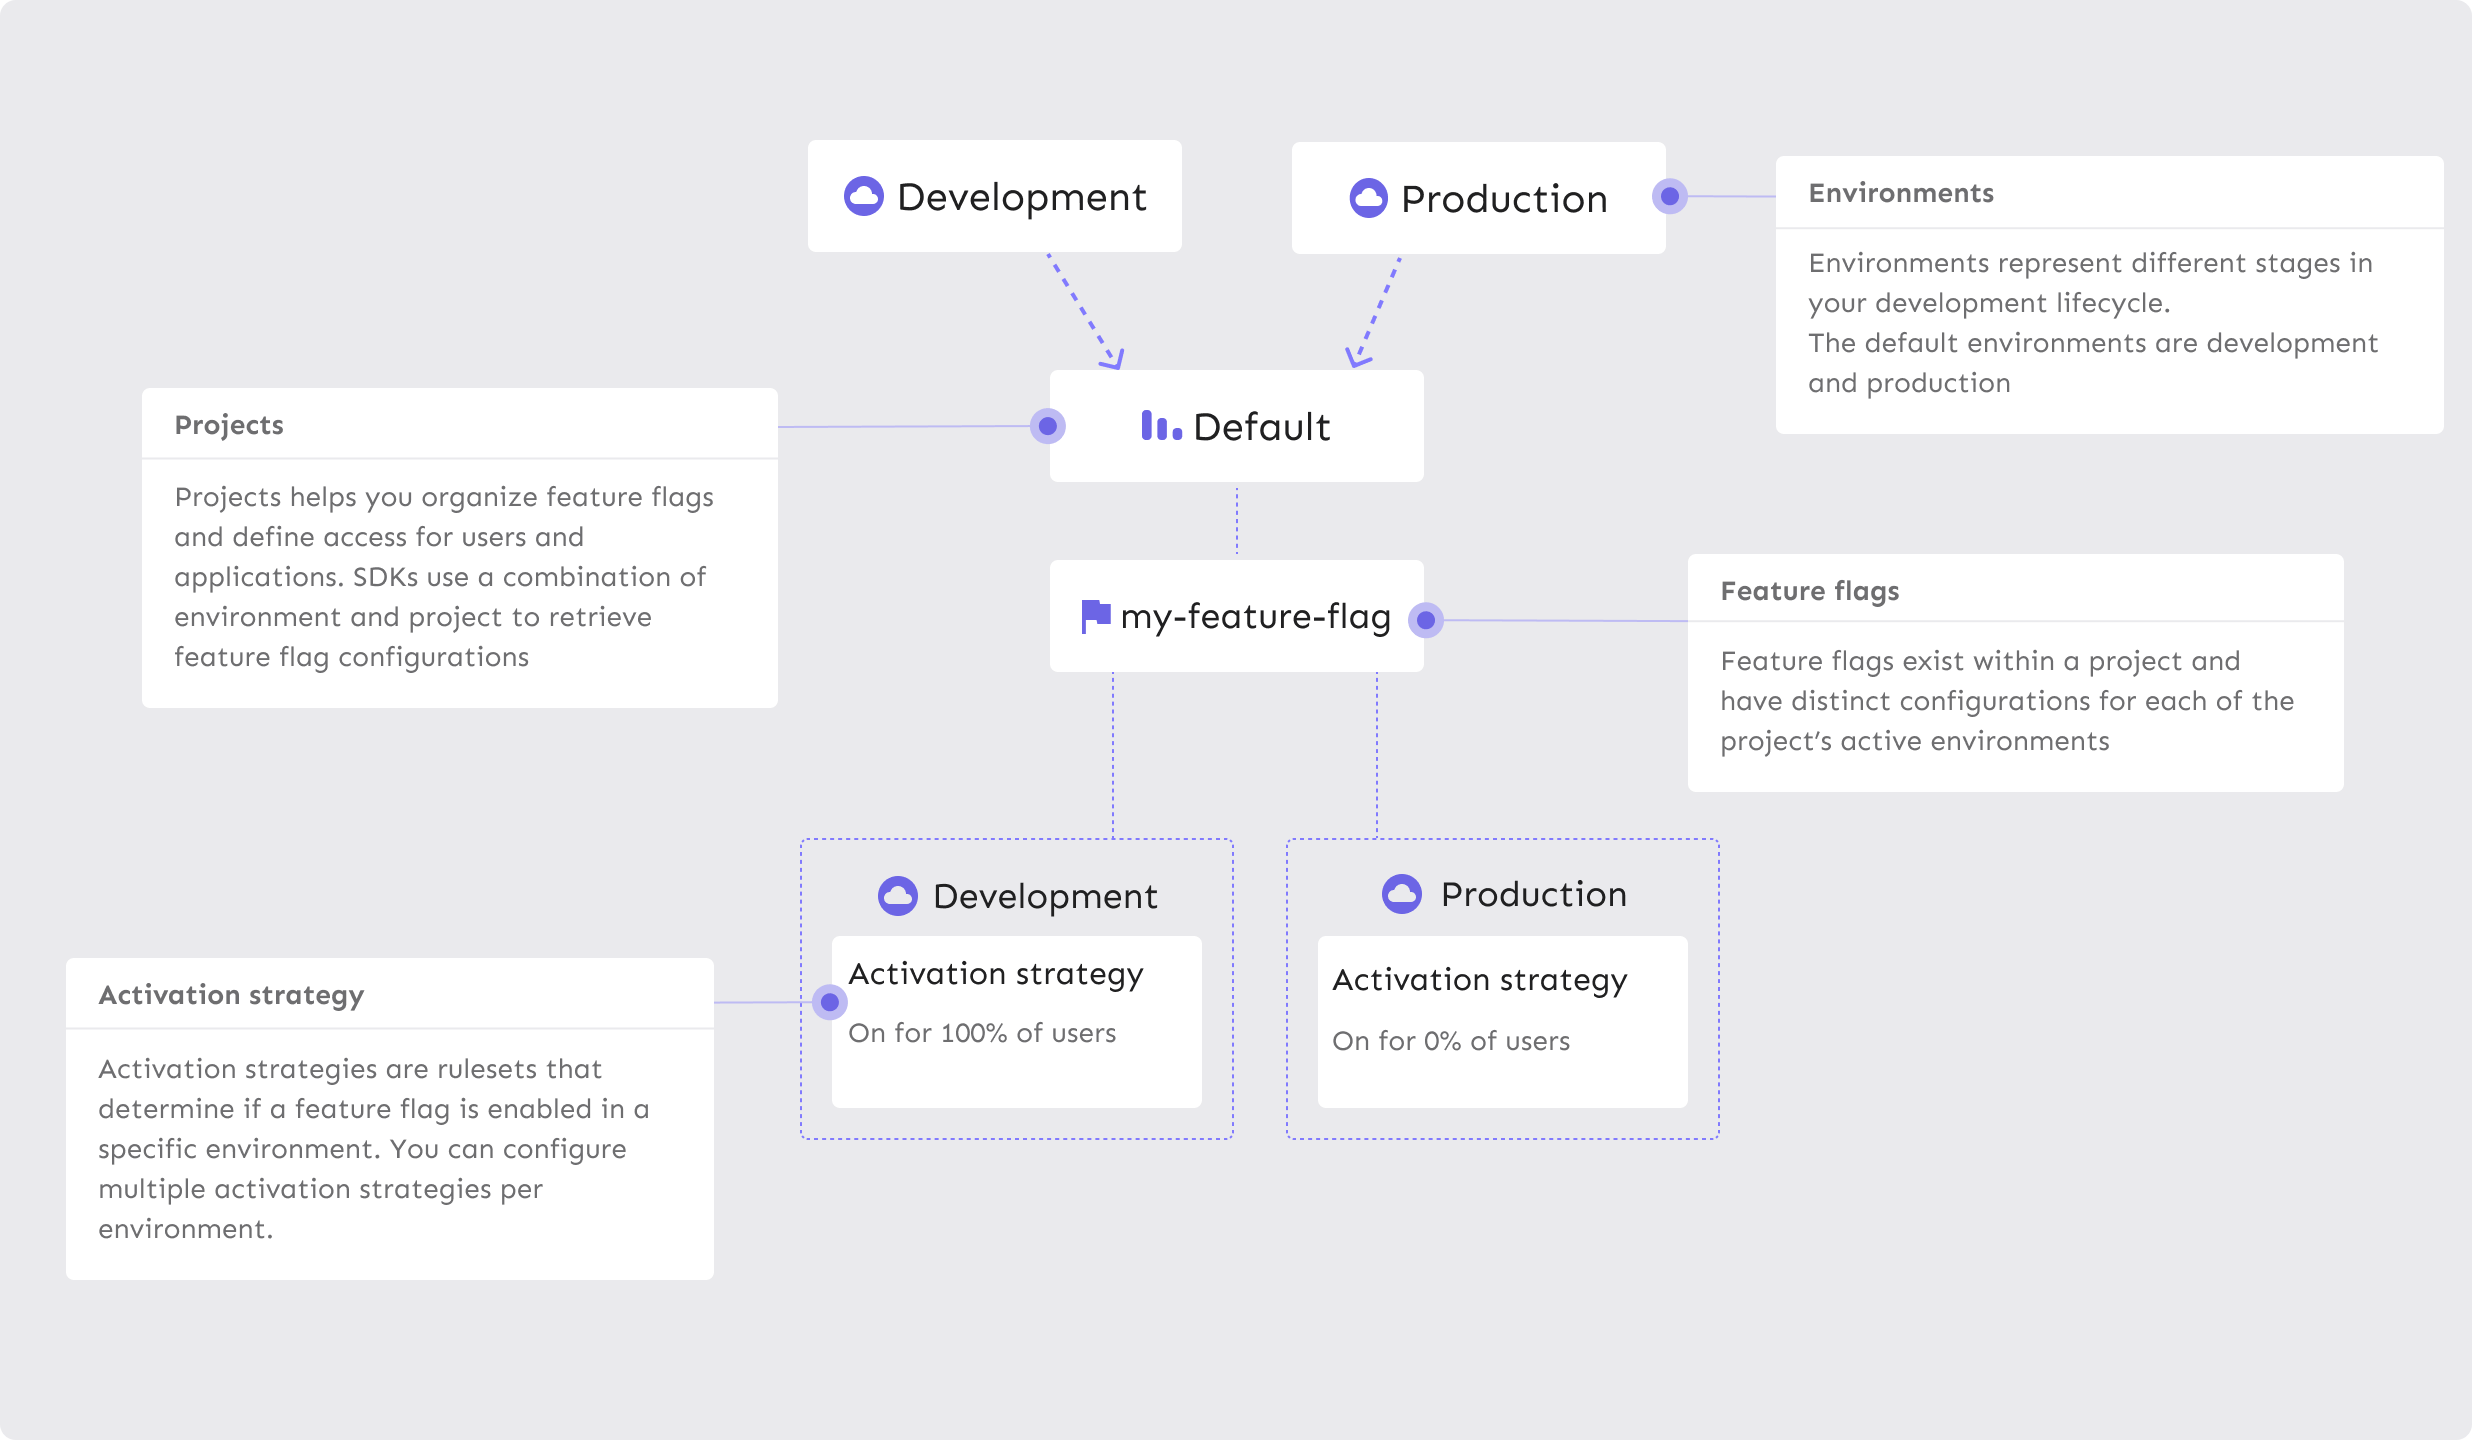 Development
Production
Environments
Environments represent different stages in
your development lifecycle.
The default environments are development
and production
Projects
Projects helps you organize feature flags
and define access for users and
applications. SDKs use a combination of
environment and project to retrieve
feature flag configurations
Default
my-feature-flag
Feature flags
Feature flags exist within a project and
have distinct configurations for each of the
project’s active environments
Development
Activation strategy
On for 100% of users
Production
Activation strategy
On for 0% of users
Activation strategy
Activation strategies are rulesets that
determine if a feature flag is enabled in a
specific environment. You can configure
multiple activation strategies per
environment.